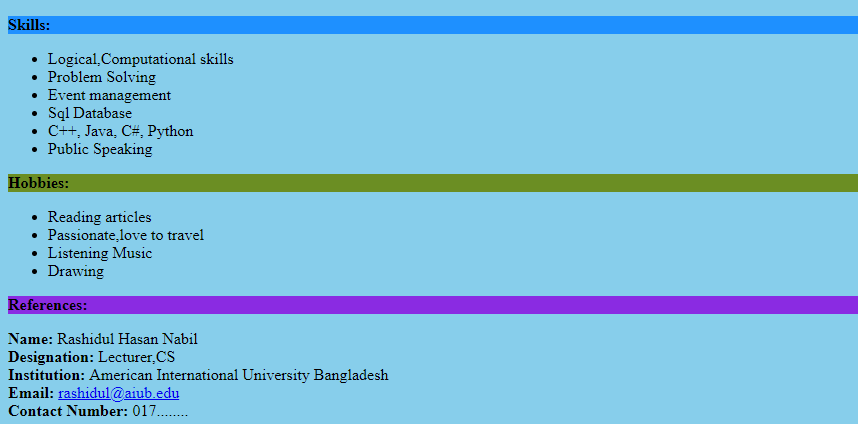 Skills:
Logical,Computational skills
Problem Solving
Event management
Sql Database
C++, Java, C#, Python
Public Speaking
Hobbies:
Reading articles
Passionate,love to travel
Listening Music
Drawing
References:
Name: Rashidul Hasan Nabil
Designation: Lecturer,CS
Institution: American International University Bangladesh
Email: rashidul@aiub.edu
Contact Number: 017........